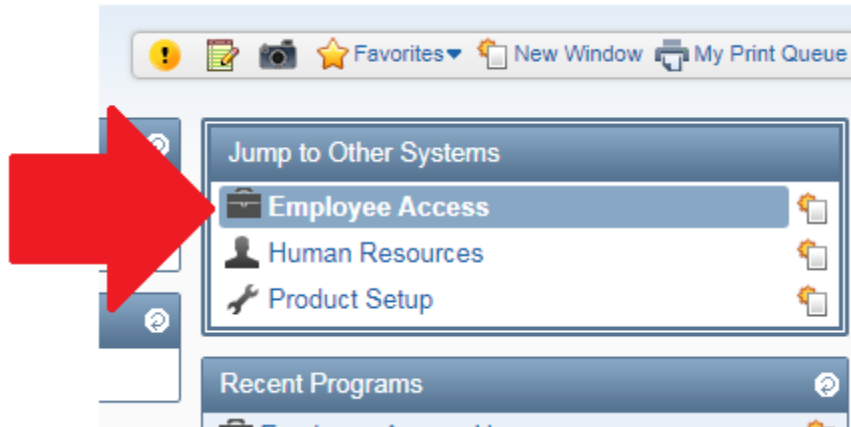 Favorites New Window My Print Queue
Jump to Other Systems
Employee Access
Human Resources
Product Setup
Recent Programs